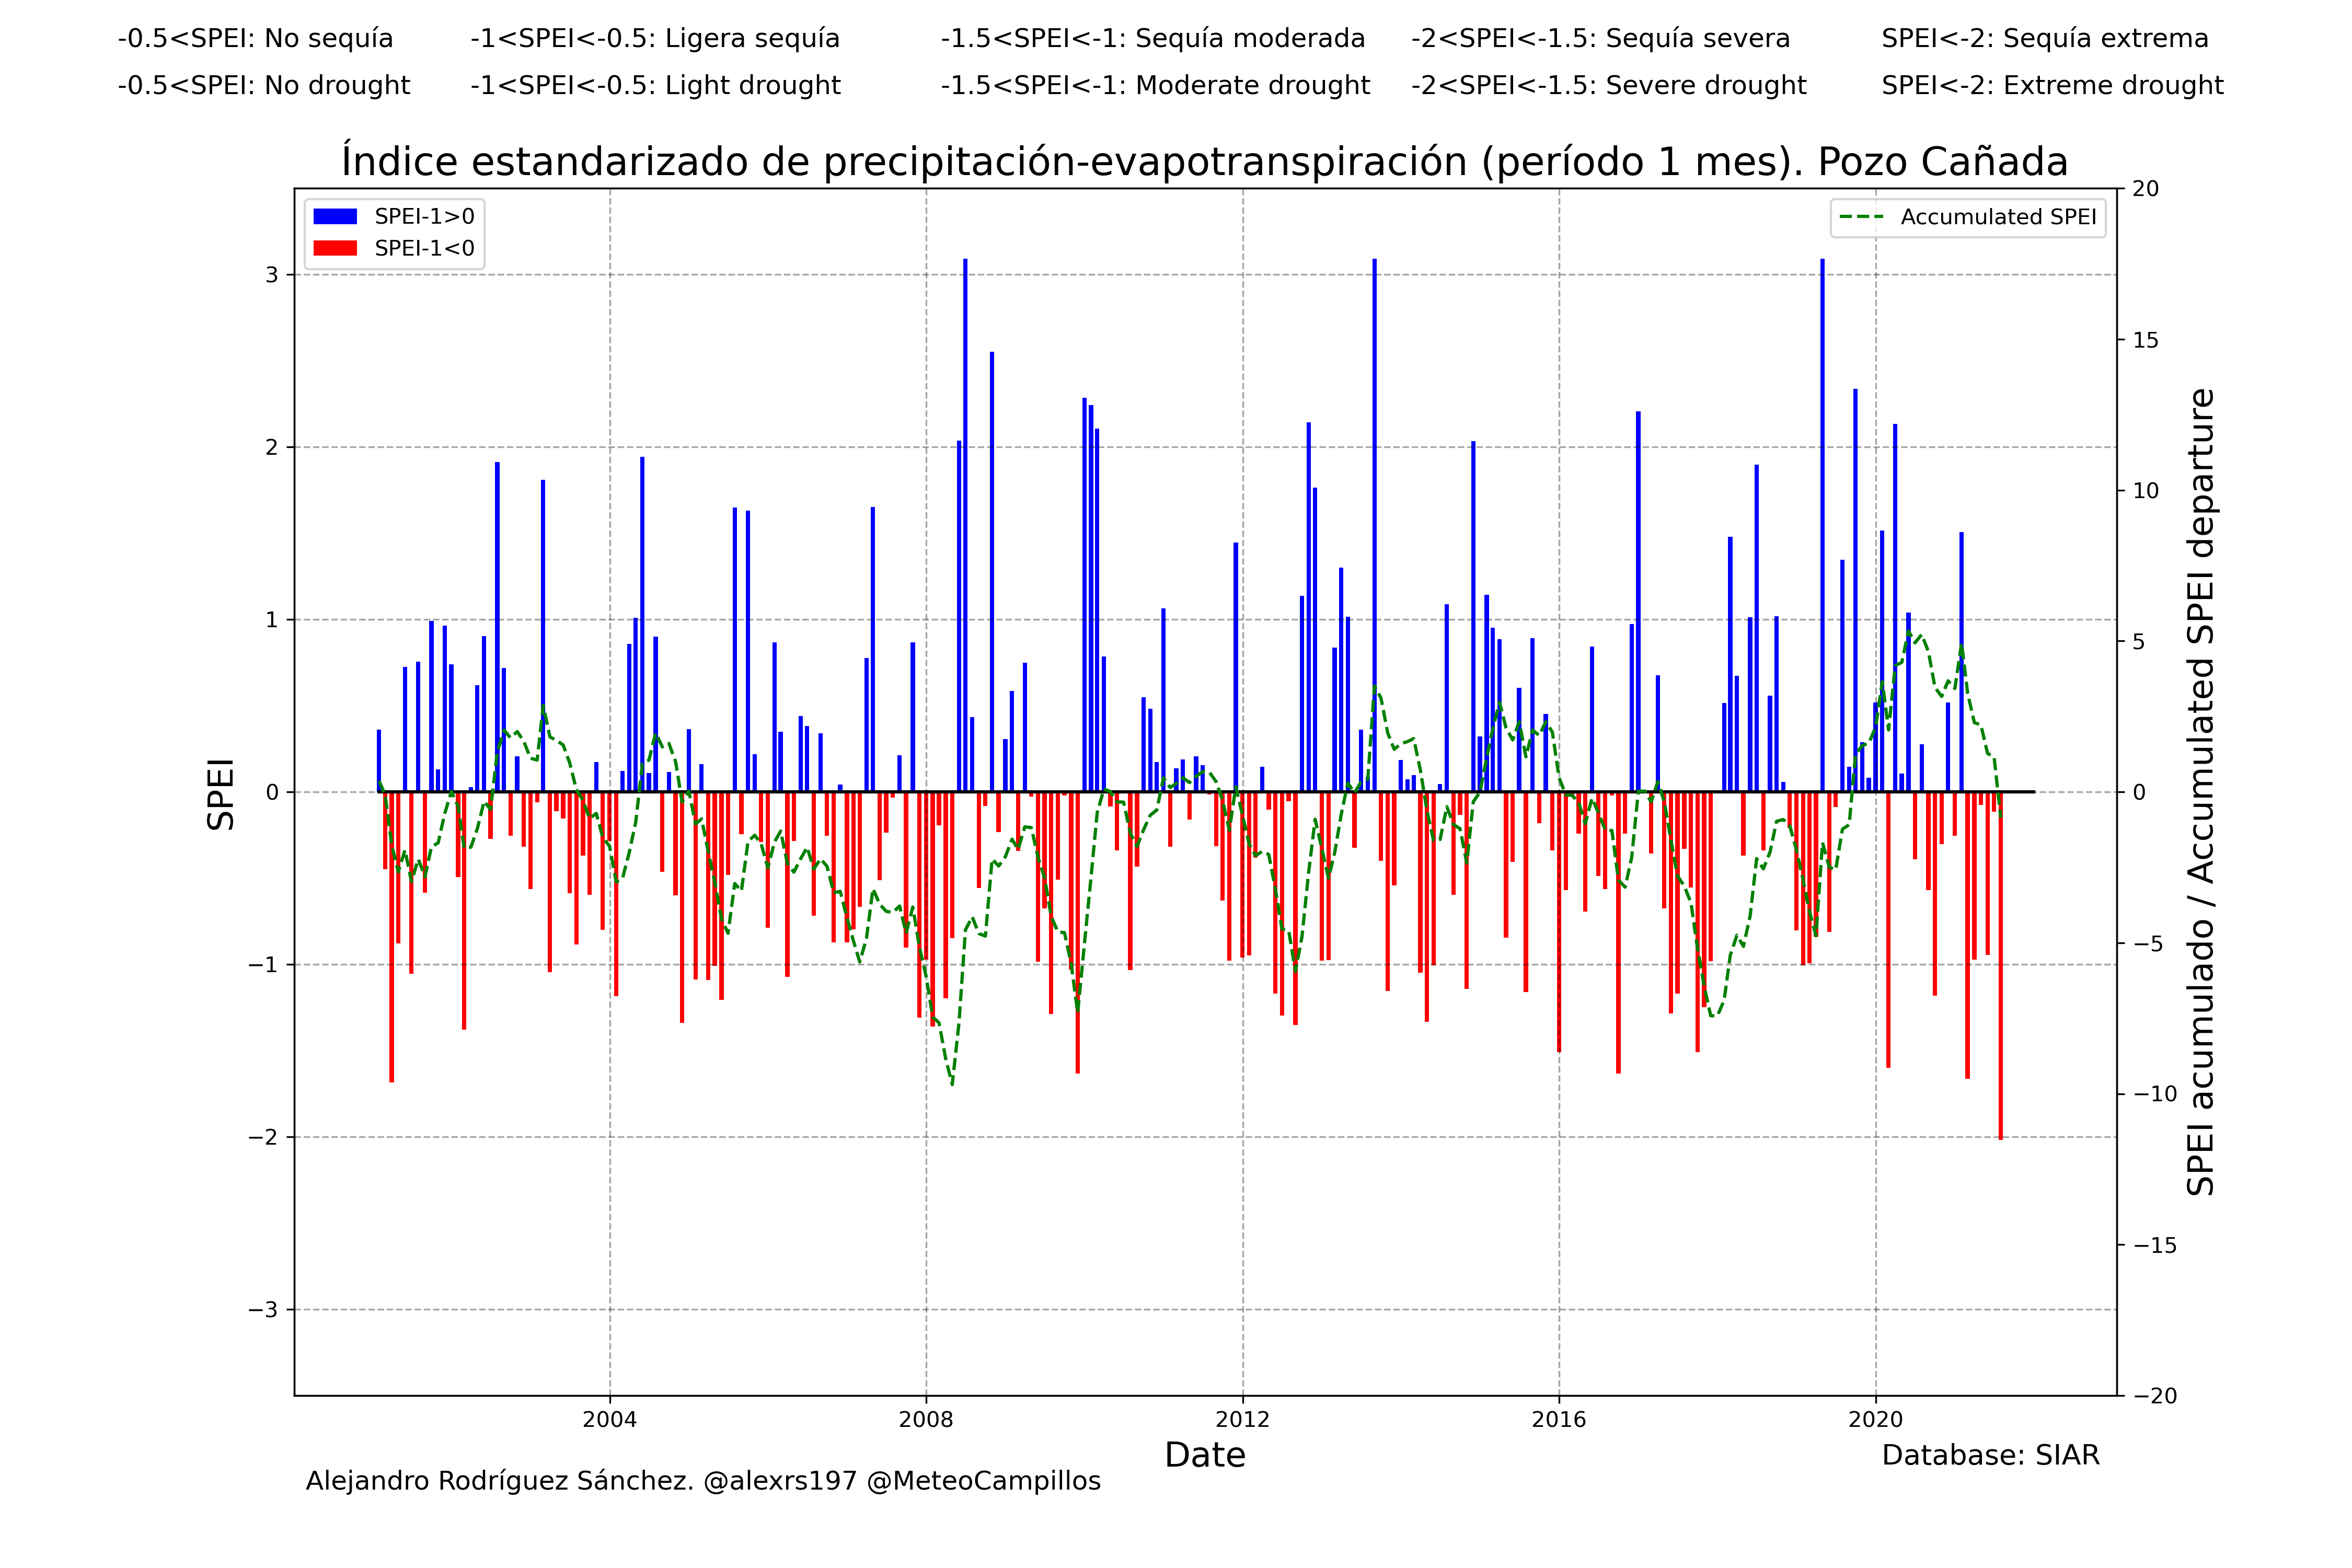 -0.5<SPEI: No sequía -1<SPEI<-0.5: Ligera sequía -1.5<SPEI<-1: Sequía moderada -2<SPEI<-1.5: Sequía severa SPEI<-2: Sequía extrema
-0.5<SPEI: No drought -1<SPEI<-0.5: Light drought -1.5<SPEI<-1: Moderate drought -2<SPEI<-1.5: Severe drought SPEI<-2: Extreme drought
Índice estandarizado de precipitación-evapotranspiración (período 1 mes). Pozo Cañada
SPEI-1>0
SPEI-1<0
Accumulated SPEI
SPEI
3
2
1
0
−1
−2
−3
20
15
10
5
0
−5
−10
−15
−20
SPEI acumulado / Accumulated SPEI departure
2004 2008 2012 2016 2020
Date
Database: SIAR
Alejandro Rodríguez Sánchez. @alexrs197 @MeteoCampillos